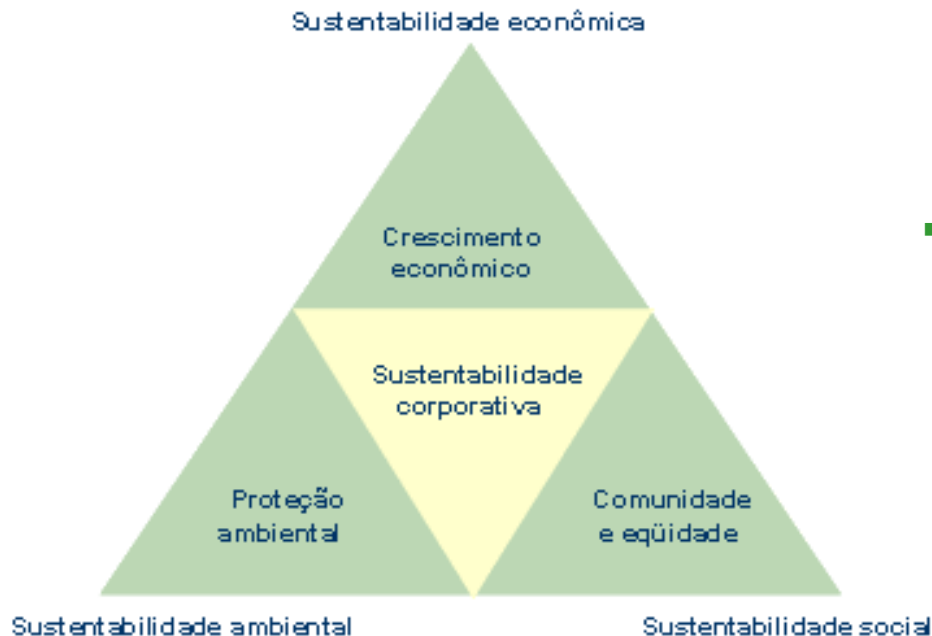 Sustentabilidade econômica
Crescimento
econômico
Sustentabilidade
corporativa
Proteção
ambiental
Comunidade
e eqüidade
Sustentabilidade ambiental
Sustentabilidade social